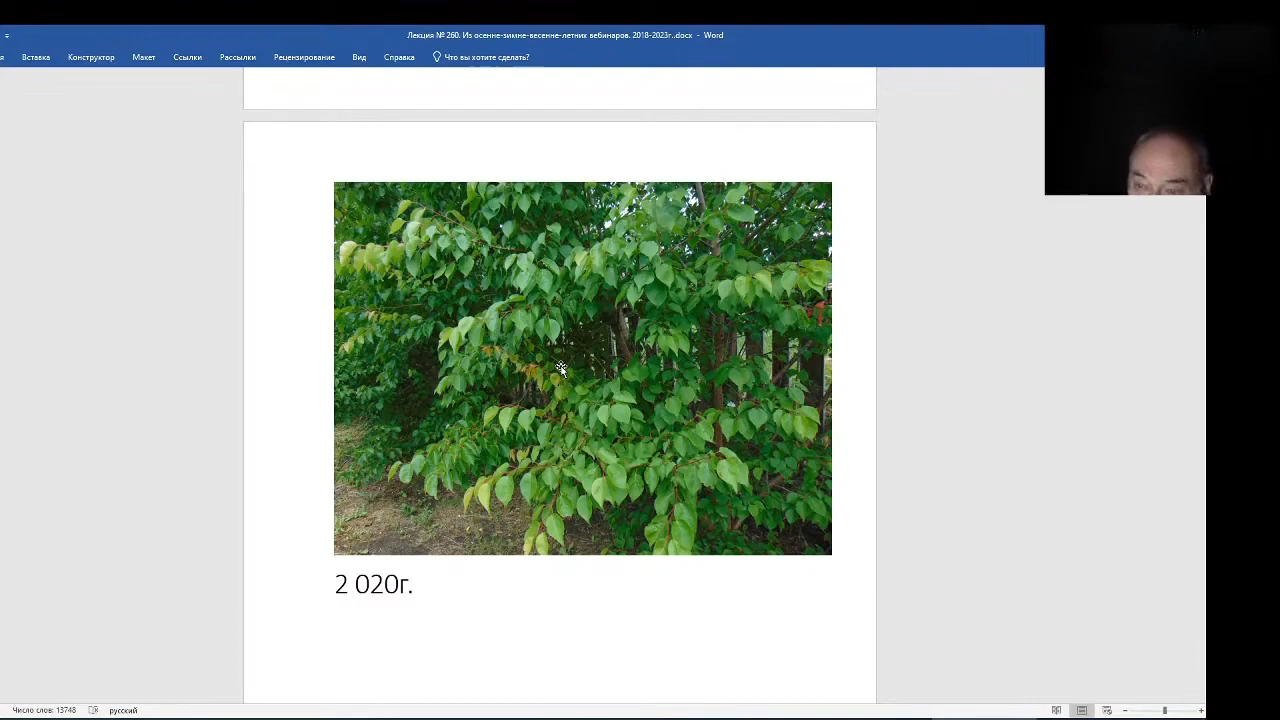 Лекция № 260. Из осенне-зимне-весенне-летних вебинаров. 2018-2023г..docx - Word
я Вставка Конструктор Макет Ссылки Рассылки Рецензирование Вид Справка Что вы хотите сделать?
2 020г.
Число слов: 13748 русский